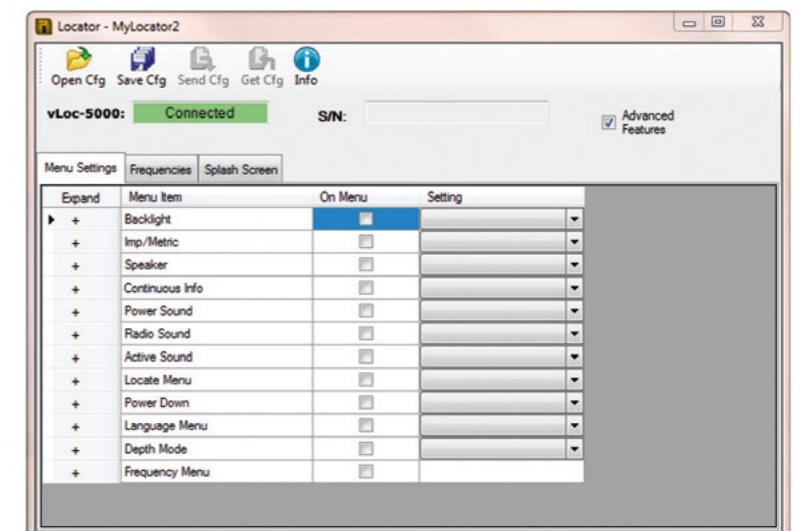 Locator - MyLocator2
Open Cfg Save Cfg Send Cfg Get Cfg Info
vLoc-5000: Connected S/N: Advanced Features
Menu Settings Frequencies Splash Screen
Expand Menu Item On Menu Setting
+ Backlight
+ Imp/Metric
+ Speaker
+ Continuous Info
+ Power Sound
+ Radio Sound
+ Active Sound
+ Locate Menu
+ Power Down
+ Language Menu
+ Depth Mode
+ Frequency Menu